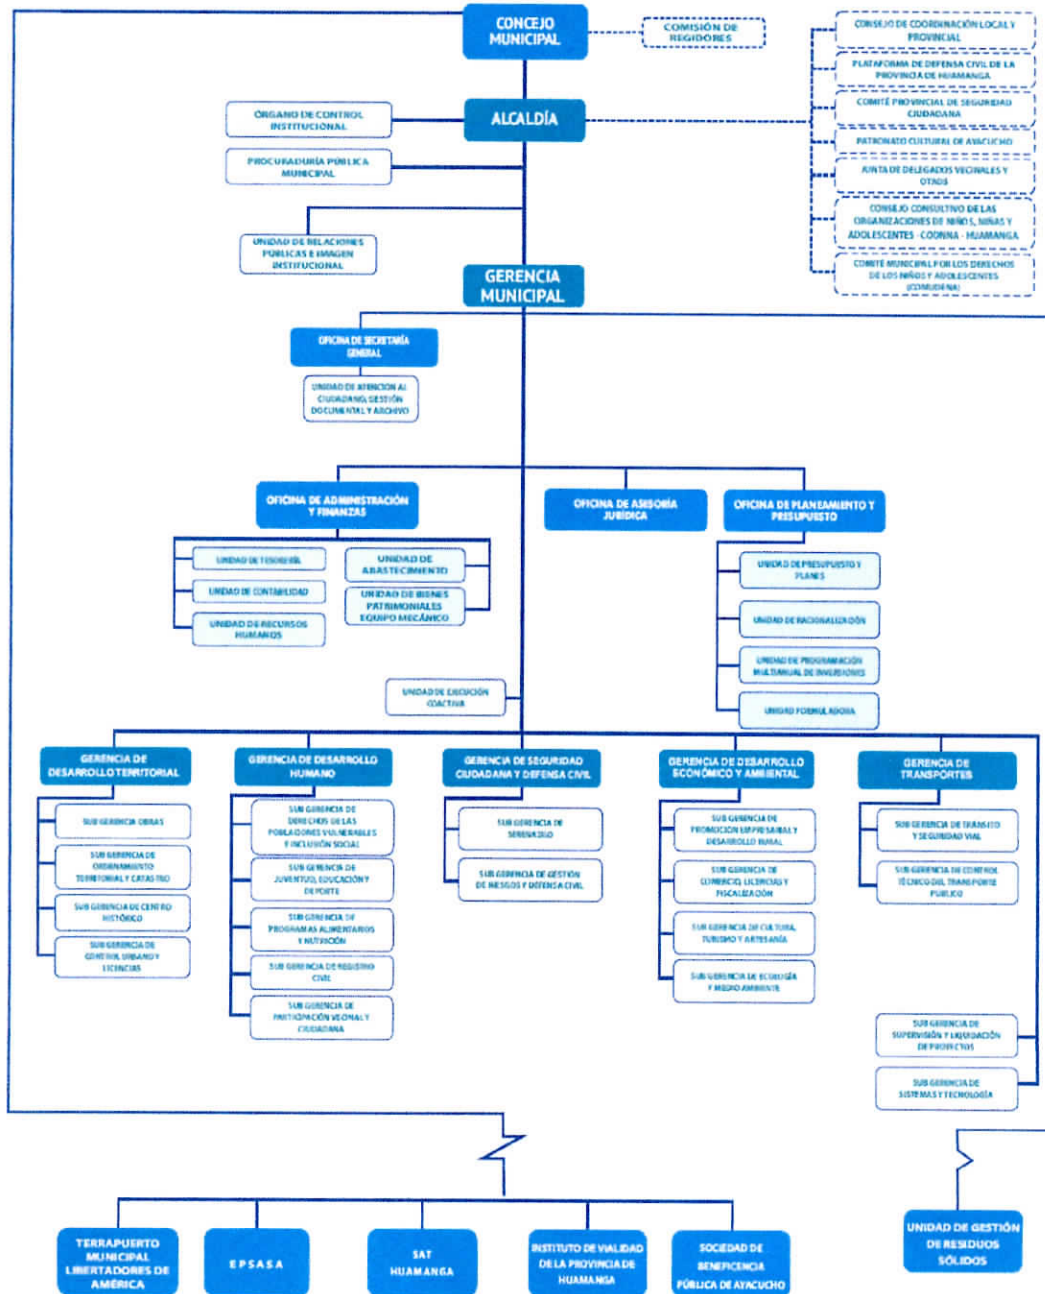 CONCEJO
MUNICIPAL
COMISIÓN DE
REGIDORES
CONSEJO DE COORDINACIÓN LOCAL Y
PROVINCIAL
PLATAFORMA DE DEFENSA CIVIL DE LA
PROVINCIA DE HUAMANGA
COMITÉ PROVINCIAL DE SEGURIDAD
CIUDADANA
PATRONATO CULTURAL DE AYACUCHO
JUNTA DE DELEGADOS VECINALES Y
OTROS
CONSEJO CONSULTIVO DE LAS
ORGANIZACIONES DE NIÑOS, NIÑAS Y
ADOLESCENTES - COONNA - HUAMANGA
COMITÉ MUNICIPAL POR LOS DERECHOS
DE LOS NIÑOS Y ADOLESCENTES
(COMUDENA)
ALCALDÍA
ÓRGANO DE CONTROL
INSTITUCIONAL
PROCURADURÍA PÚBLICA
MUNICIPAL
UNIDAD DE RELACIONES
PÚBLICAS E IMAGEN
INSTITUCIONAL
GERENCIA
MUNICIPAL
OFICINA DE SECRETARÍA
GENERAL
UNIDAD DE ATENCION AL
CIUDADANO, GESTIÓN
DOCUMENTAL Y ARCHIVO
OFICINA DE ADMINISTRACIÓN
Y FINANZAS
OFICINA DE ASESORÍA
JURÍDICA
OFICINA DE PLANEAMIENTO Y
PRESUPUESTO
UNIDAD DE TESORERÍA
UNIDAD DE CONTABILIDAD
UNIDAD DE RECURSOS
HUMANOS
UNIDAD DE
ABASTECIMIENTO
UNIDAD DE BIENES
PATRIMONIALES
EQUIPO MECÁNICO
UNIDAD DE PRESUPUESTO Y
PLANES
UNIDAD DE RACIONALIZACIÓN
UNIDAD DE PROGRAMACIÓN
MULTIANUAL DE INVERSIONES
UNIDAD FORMULADORA
UNIDAD DE EJECUCIÓN
COACTIVA
GERENCIA DE
DESARROLLO TERRITORIAL
SUB GERENCIA OBRAS
SUB GERENCIA DE
ORDENAMIENTO
TERRITORIAL Y CATASTRO
SUB GERENCIA DE CENTRO
HISTÓRICO
SUB GERENCIA DE
CONTROL URBANO Y
LICENCIAS
GERENCIA DE DESARROLLO
HUMANO
SUB GERENCIA DE
DERECHOS DE LAS
POBLACIONES VULNERABLES
E INCLUSIÓN SOCIAL
SUB GERENCIA DE
JUVENTUD, EDUCACIÓN Y
DEPORTE
SUB GERENCIA DE
PROGRAMAS ALIMENTARIOS
Y NUTRICIÓN
SUB GERENCIA DE REGISTRO
CIVIL
SUB GERENCIA DE
PARTICIPACIÓN VECINAL Y
CIUDADANA
GERENCIA DE SEGURIDAD
CIUDADANA Y DEFENSA CIVIL
SUB GERENCIA DE
SERENAZGO
SUB GERENCIA DE GESTIÓN
DE RIESGOS Y DEFENSA CIVIL
GERENCIA DE DESARROLLO
ECONÓMICO Y AMBIENTAL
SUB GERENCIA DE
PROMOCIÓN EMPRESARIAL Y
DESARROLLO RURAL
SUB GERENCIA DE
COMERCIO, LICENCIAS Y
FISCALIZACIÓN
SUB GERENCIA DE CULTURA,
TURISMO Y ARTESANÍA
SUB GERENCIA DE ECOLOGÍA
Y MEDIO AMBIENTE
GERENCIA DE
TRANSPORTES
SUB GERENCIA DE TRÁNSITO
Y SEGURIDAD VIAL
SUB GERENCIA DE CONTROL
TÉCNICO DEL TRANSPORTE
PÚBLICO
SUB GERENCIA DE
SUPERVISIÓN Y LIQUIDACIÓN
DE PROYECTOS
SUB GERENCIA DE
SISTEMAS Y TECNOLOGÍA
TERRAPUERTO
MUNICIPAL
LIBERTADORES DE
AMÉRICA
EPSASA
SAT
HUAMANGA
INSTITUTO DE VIALIDAD
DE LA PROVINCIA DE
HUAMANGA
SOCIEDAD DE
BENEFICENCIA
PÚBLICA DE AYACUCHO
UNIDAD DE GESTIÓN
DE RESIDUOS
SÓLIDOS